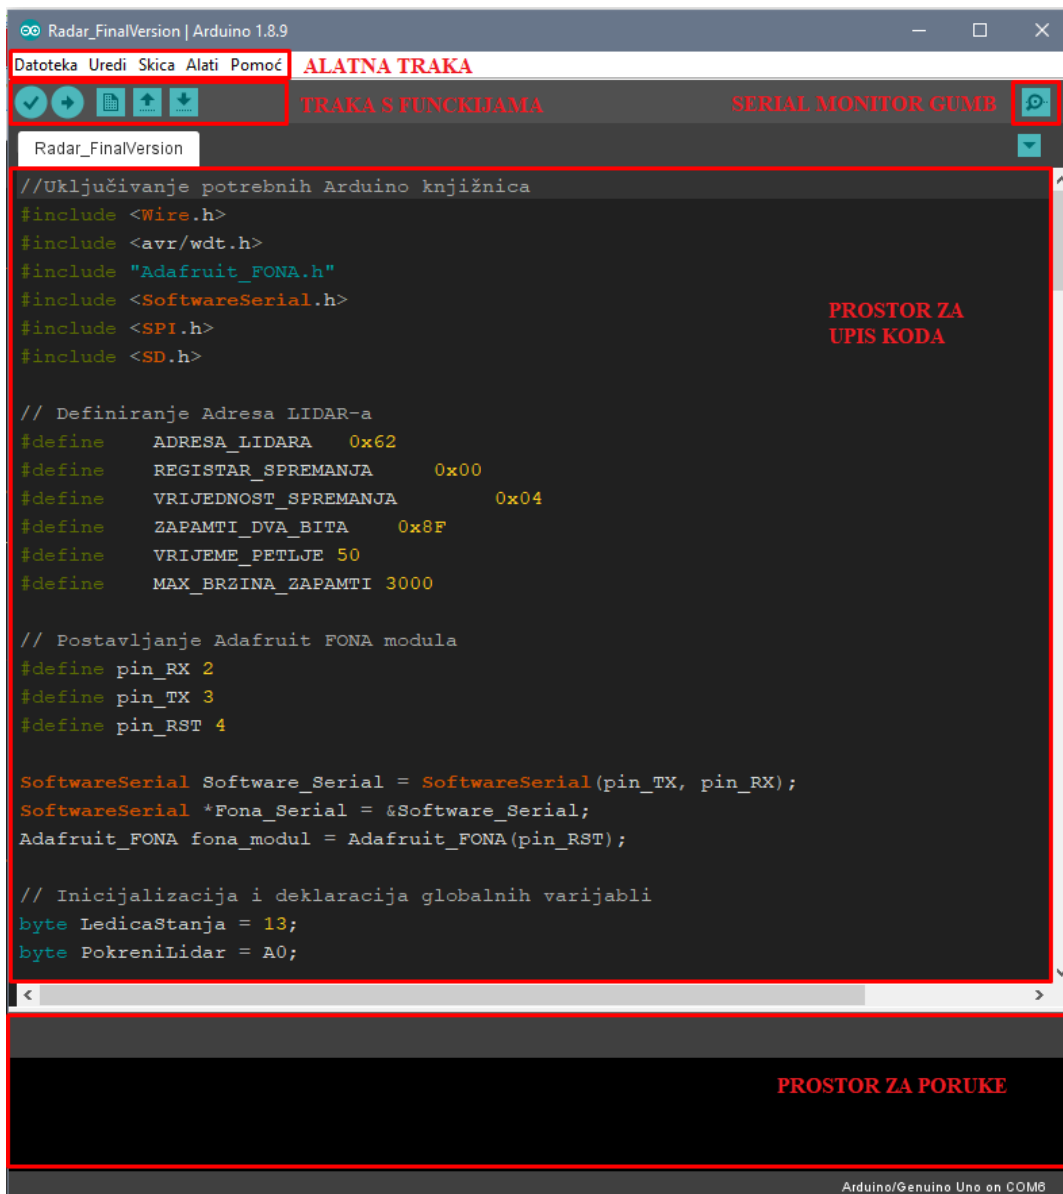 Radar_FinalVersion | Arduino 1.8.9
Datoteka Uredi Skica Alati Pomoć ALATNA TRAKA
TRAKA S FUNCKIJAMA SERIAL MONITOR GUMB
Radar_FinalVersion
//Uključivanje potrebnih Arduino knjižnica
#include <Wire.h>
#include <avr/wdt.h>
#include "Adafruit_FONA.h"
#include <SoftwareSerial.h>
#include <SPI.h>
#include <SD.h>
PROSTOR ZA
UPIS KODA
// Definiranje Adresa LIDAR-a
#define ADRESA_LIDARA 0x62
#define REGISTAR_SPREMANJA 0x00
#define VRIJEDNOST_SPREMANJA 0x04
#define ZAPAMTI_DVA_BITA 0x8F
#define VRIJEME_PETLJE 50
#define MAX_BRZINA_ZAPAMTI 3000
// Postavljanje Adafruit FONA modula
#define pin_RX 2
#define pin_TX 3
#define pin_RST 4
SoftwareSerial Software_Serial = SoftwareSerial(pin_TX, pin_RX);
SoftwareSerial *Fona_Serial = &Software_Serial;
Adafruit_FONA fona_modul = Adafruit_FONA(pin_RST);
// Inicijalizacija i deklaracija globalnih varijabli
byte LedicaStanja = 13;
byte PokreniLidar = A0;
PROSTOR ZA PORUKE
Arduino/Genuino Uno on COM6